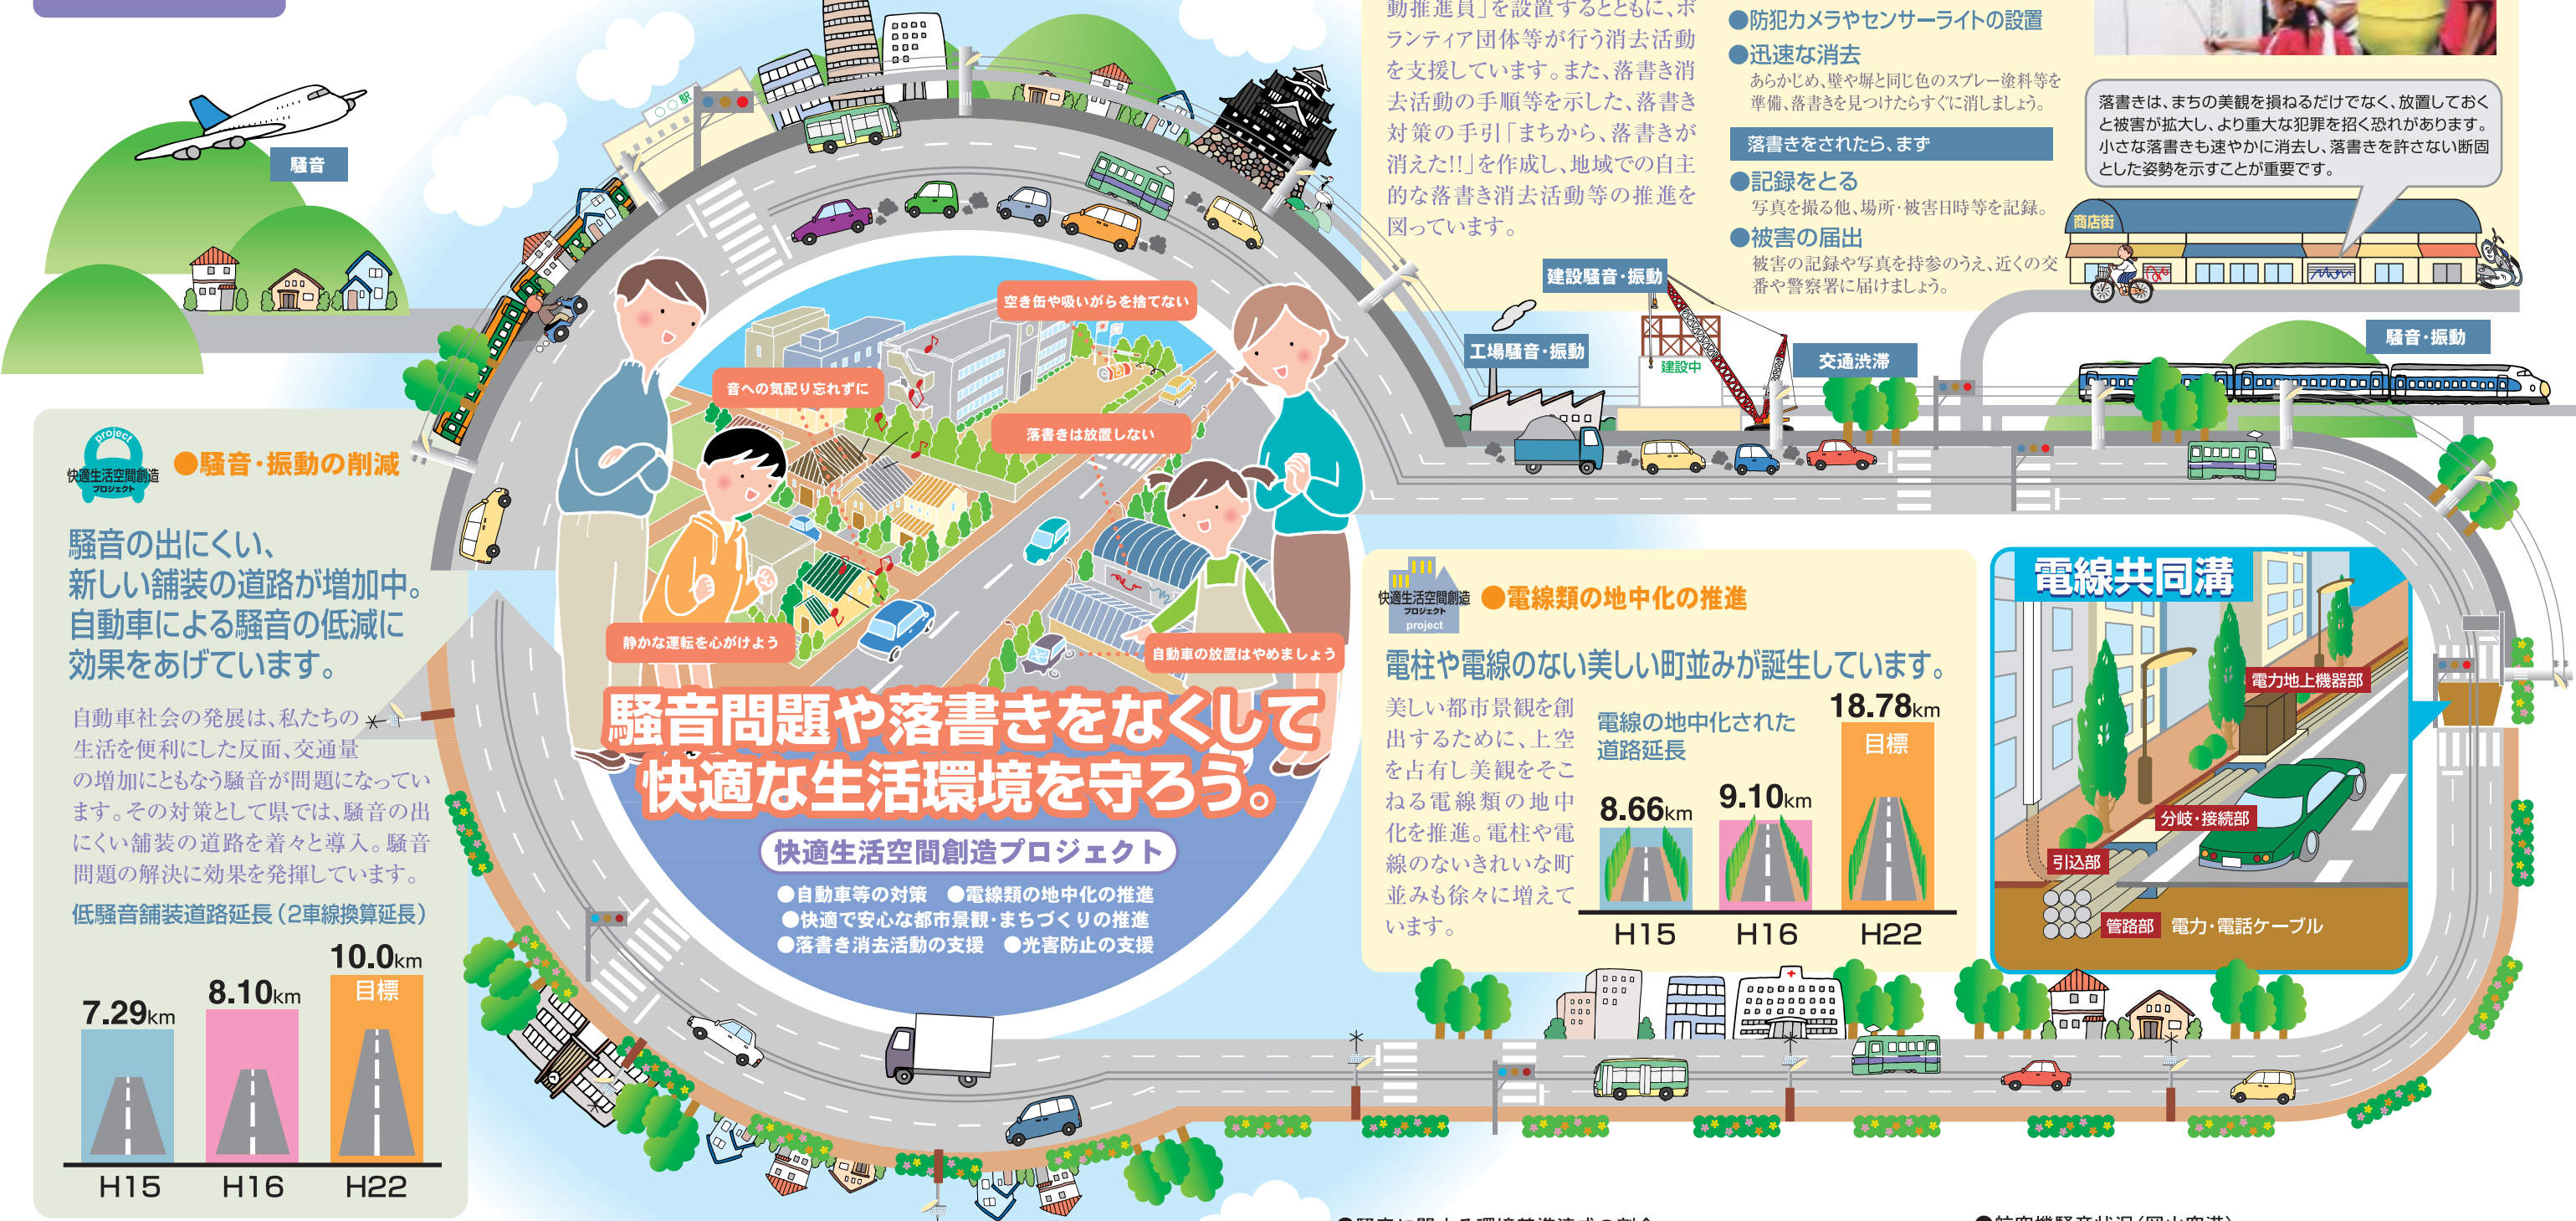 動推進員」を設置するとともに、ボ
ランティア団体等が行う消去活動
を支援しています。また、落書き消
去活動の手順等を示した、落書き
対策の手引「まちから、落書きが
消えた!!」を作成し、地域での自主
的な落書き消去活動等の推進を
図っています。
●防犯カメラやセンサーライトの設置
●迅速な消去
あらかじめ、壁や塀と同じ色のスプレー塗料等を
準備、落書きを見つけたらすぐに消しましょう。
落書きをされたら、まず
●記録をとる
写真を撮る他、場所・被害日時等を記録。
●被害の届出
被害の記録や写真を持参のうえ、近くの交
番や警察署に届けましょう。
落書きは、まちの美観を損ねるだけでなく、放置しておく
と被害が拡大し、より重大な犯罪を招く恐れがあります。
小さな落書きも速やかに消去し、落書きを許さない断固
とした姿勢を示すことが重要です。
商店街
騒音
○○駅
建設騒音・振動
工場騒音・振動
建設中
交通渋滞
騒音・振動
空き缶や吸いがらを捨てない
音への気配り忘れずに
落書きは放置しない
静かな運転を心がけよう
自動車の放置はやめましょう
騒音問題や落書きをなくして
快適な生活環境を守ろう。
快適生活空間創造プロジェクト
●自動車等の対策 ●電線類の地中化の推進
●快適で安心な都市景観・まちづくりの推進
●落書き消去活動の支援 ●光害防止の支援
project
快適生活空間創造
プロジェクト
●騒音・振動の削減
騒音の出にくい、
新しい舗装の道路が増加中。
自動車による騒音の低減に
効果をあげています。
自動車社会の発展は、私たちの
生活を便利にした反面、交通量
の増加にともなう騒音が問題になってい
ます。その対策として県では、騒音の出
にくい舗装の道路を着々と導入。騒音
問題の解決に効果を発揮しています。
低騒音舗装道路延長（2車線換算延長）
7.29km
8.10km
10.0km
目標
H15 H16 H22
快適生活空間創造
プロジェクト
project
●電線類の地中化の推進
電柱や電線のない美しい町並みが誕生しています。
美しい都市景観を創
出するために、上空
を占有し美観をそこ
ねる電線類の地中
化を推進。電柱や電
線のないきれいな町
並みも徐々に増えて
います。
電線の地中化された
道路延長
8.66km
9.10km
18.78km
目標
H15 H16 H22
電線共同溝
電力地上機器部
分岐・接続部
引込部
管路部 電力・電話ケーブル